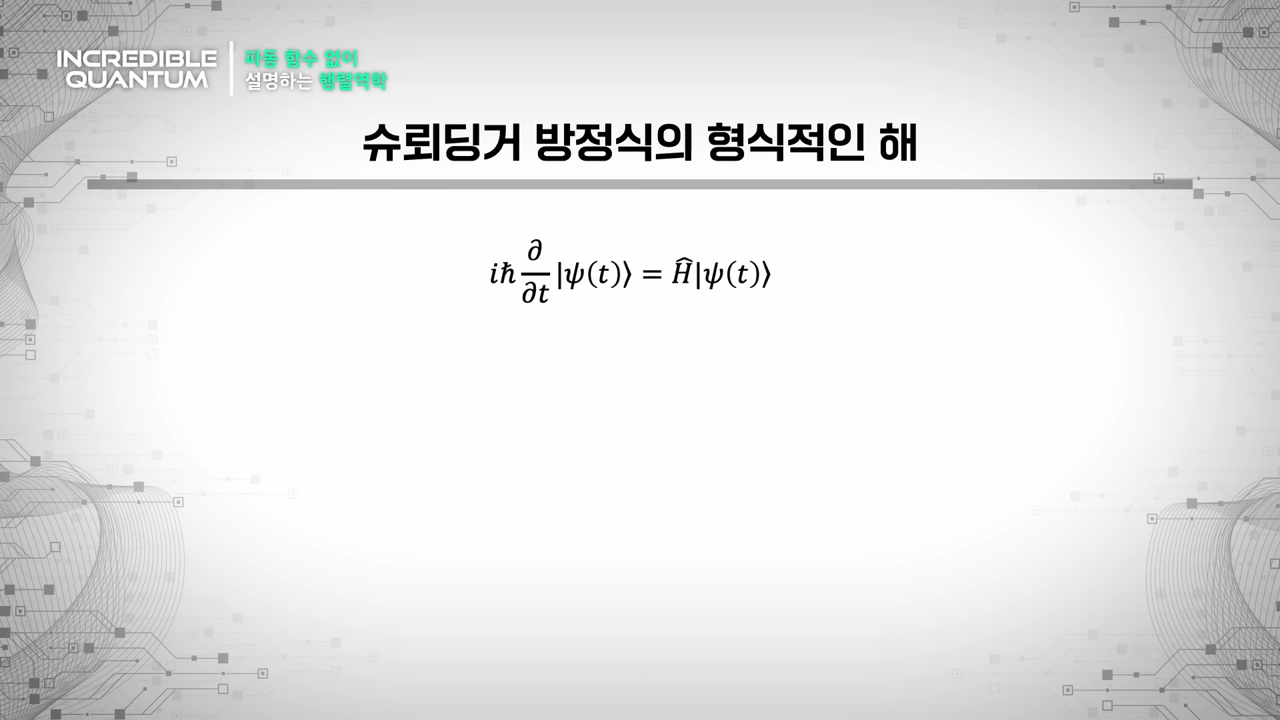 INCREDIBLE
QUANTUM
파동 함수 없이
설명하는 행렬역학
슈뢰딩거 방정식의 형식적인 해
iℏ ∂/∂t |ψ(t)⟩ = Ĥ|ψ(t)⟩